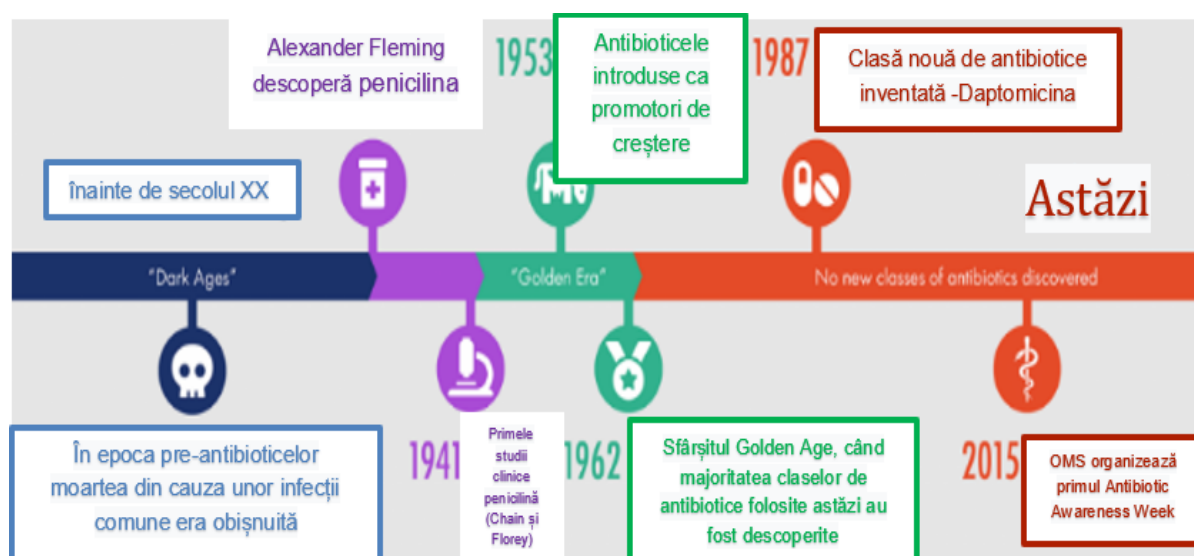 Alexander Fleming
descoperă penicilina
1953
Antibioticele
introduse ca
promotori de
creștere
1987
Clasă nouă de antibiotice
inventată -Daptomicina
înainte de secolul XX
Astăzi
"Dark Ages"
"Golden Era"
No new classes of antibiotics discovered
În epoca pre-antibioticelor
moartea din cauza unor infecții
comune era obișnuită
1941
Primele
studii
clinice
penicilină
(Chain și
Florey)
1962
Sfârșitul Golden Age, când
majoritatea claselor de
antibiotice folosite astăzi au
fost descoperite
2015
OMS organizează
primul Antibiotic
Awareness Week